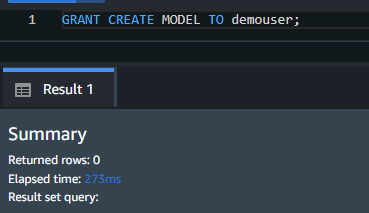 1 GRANT CREATE MODEL TO demouser;
Result 1
Summary
Returned rows: 0
Elapsed time: 273ms
Result set query: